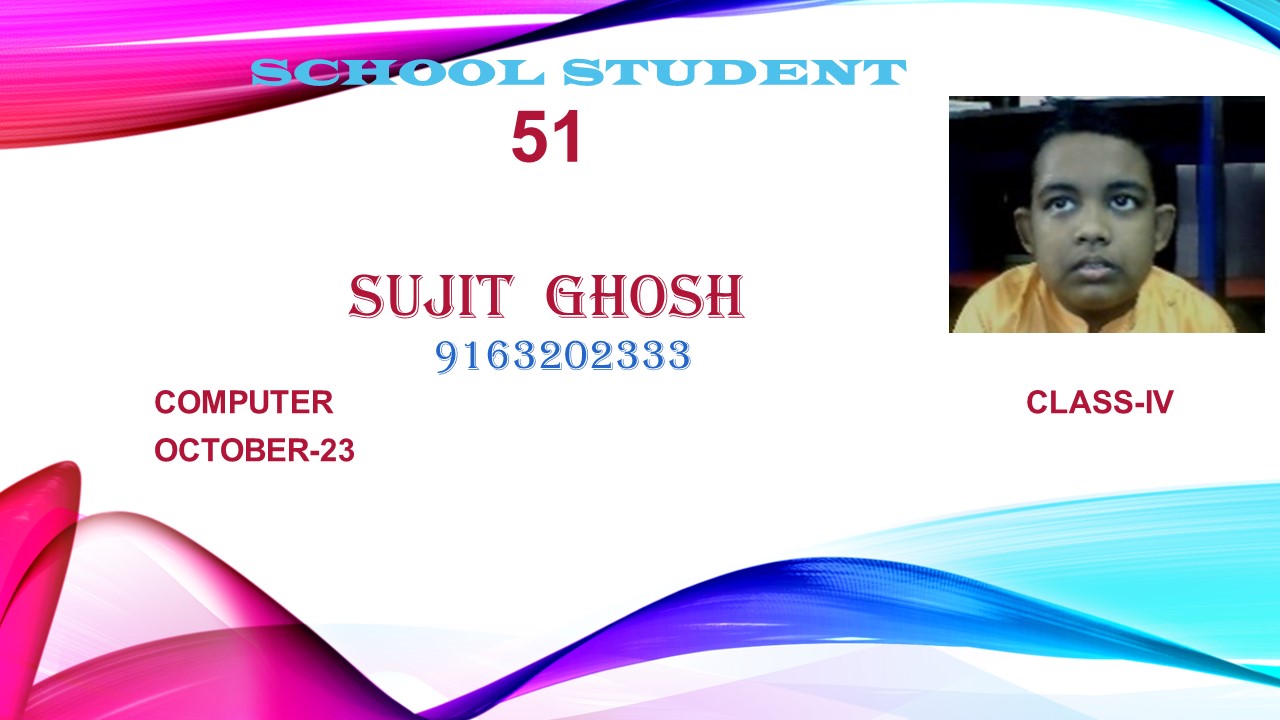 SCHOOL STUDENT
51
SUJIT GHOSH
9163202333
COMPUTER CLASS-IV
OCTOBER-23